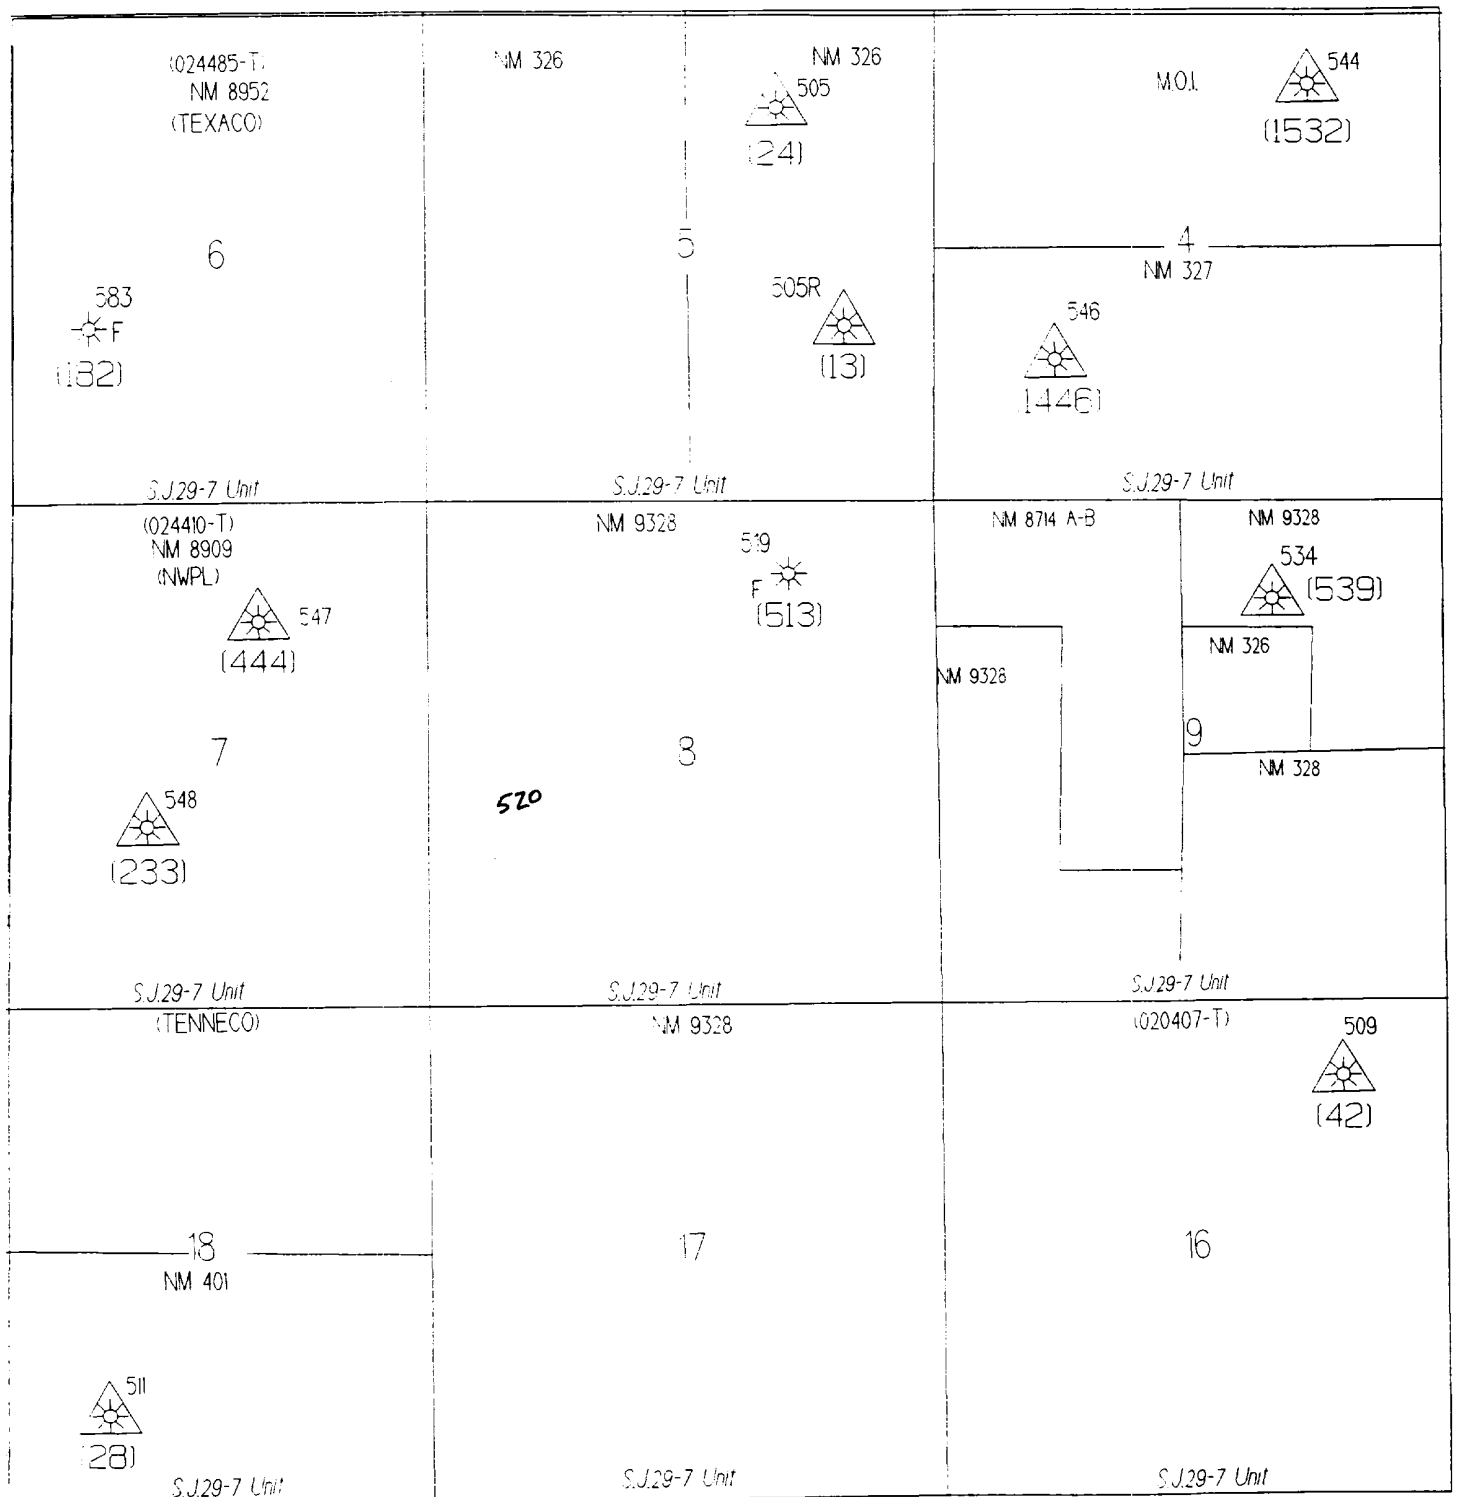 (024485-T)
NM 8952
(TEXACO)
6
583
F
(182)
S.J.29-7 Unit
NM 326
NM 326
505
(24)
5
505R
(13)
S.J.29-7 Unit
M.O.I.
544
(1532)
4
NM 327
546
(1446)
S.J.29-7 Unit
(024410-T)
NM 8909
(NWPL)
547
(444)
7
548
(233)
S.J.29-7 Unit
NM 9328
519
F
(513)
8
520
S.J.29-7 Unit
NM 8714 A-B
NM 9328
534
(539)
NM 326
NM 9328
9
NM 328
S.J.29-7 Unit
(TENNECO)
18
NM 401
511
(28)
S.J.29-7 Unit
NM 9328
17
S.J.29-7 Unit
(020407-T)
509
(42)
16
S.J.29-7 Unit